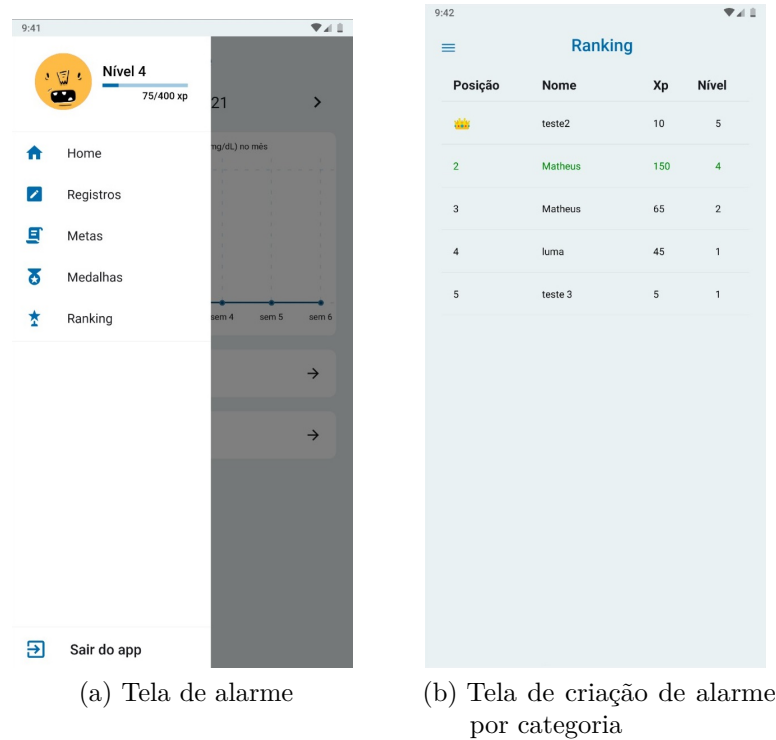 9:41
Nível 4
75/400 xp
21
mg/dL) no mês
Home
Registros
Metas
Medalhas
Ranking
sem 4 sem 5 sem 6
Sair do app
(a) Tela de alarme
9:42
Ranking
Posição Nome Xp Nível
teste2 10 5
2 Matheus 150 4
3 Matheus 65 2
4 luma 45 1
5 teste 3 5 1
(b) Tela de criação de alarme
por categoria